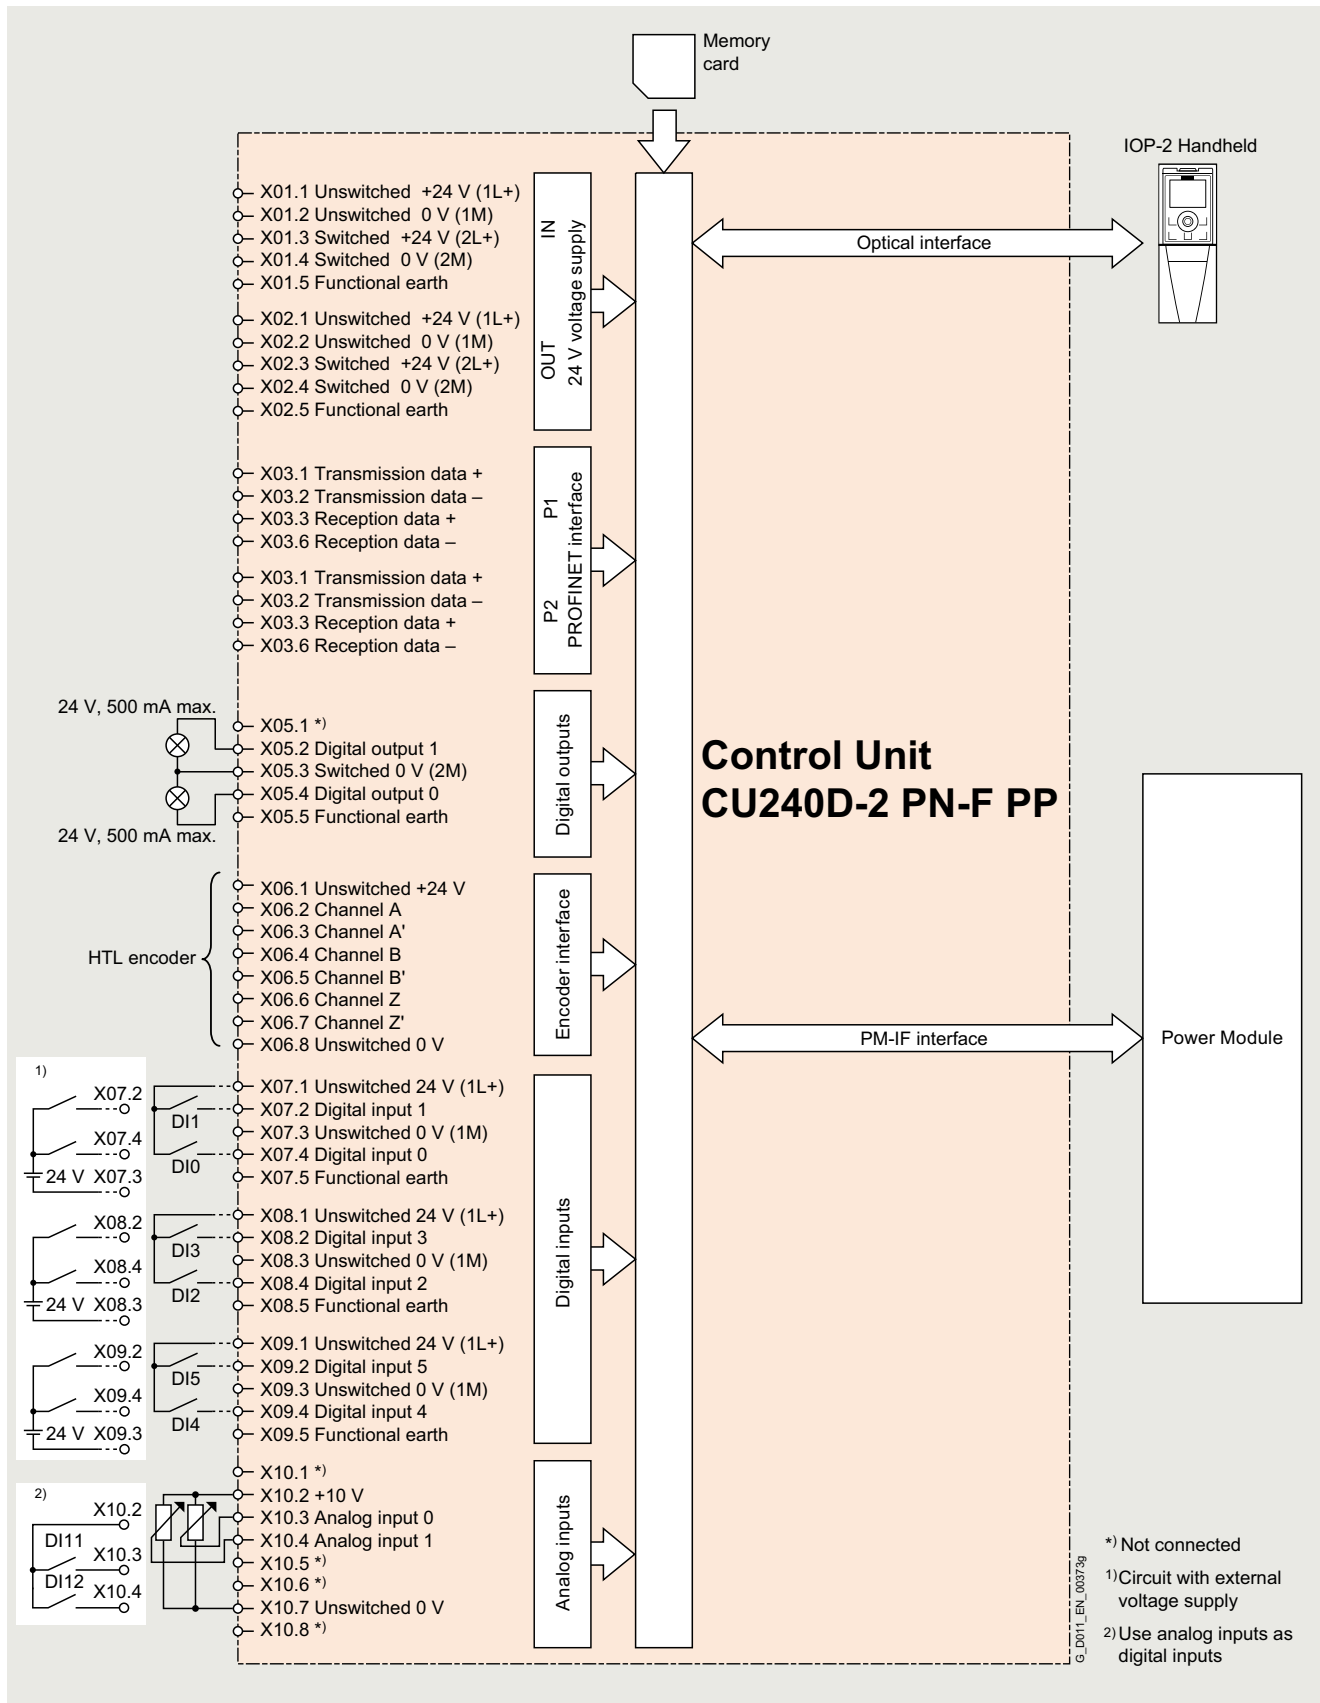 Memory
card
IOP-2 Handheld
X01.1 Unswitched +24 V (1L+)
X01.2 Unswitched 0 V (1M)
X01.3 Switched +24 V (2L+)
X01.4 Switched 0 V (2M)
X01.5 Functional earth
X02.1 Unswitched +24 V (1L+)
X02.2 Unswitched 0 V (1M)
X02.3 Switched +24 V (2L+)
X02.4 Switched 0 V (2M)
X02.5 Functional earth
IN
OUT
24 V voltage supply
Optical interface
X03.1 Transmission data +
X03.2 Transmission data –
X03.3 Reception data +
X03.6 Reception data –
X03.1 Transmission data +
X03.2 Transmission data –
X03.3 Reception data +
X03.6 Reception data –
P1
P2
PROFINET interface
24 V, 500 mA max.
24 V, 500 mA max.
X05.1 *)
X05.2 Digital output 1
X05.3 Switched 0 V (2M)
X05.4 Digital output 0
X05.5 Functional earth
Digital outputs
Control Unit
CU240D-2 PN-F PP
HTL encoder
X06.1 Unswitched +24 V
X06.2 Channel A
X06.3 Channel A'
X06.4 Channel B
X06.5 Channel B'
X06.6 Channel Z
X06.7 Channel Z'
X06.8 Unswitched 0 V
Encoder interface
PM-IF interface
Power Module
1)
X07.2
X07.4
24 V X07.3
DI1
DI0
X07.1 Unswitched 24 V (1L+)
X07.2 Digital input 1
X07.3 Unswitched 0 V (1M)
X07.4 Digital input 0
X07.5 Functional earth
X08.2
X08.4
24 V X08.3
DI3
DI2
X08.1 Unswitched 24 V (1L+)
X08.2 Digital input 3
X08.3 Unswitched 0 V (1M)
X08.4 Digital input 2
X08.5 Functional earth
X09.2
X09.4
24 V X09.3
DI5
DI4
X09.1 Unswitched 24 V (1L+)
X09.2 Digital input 5
X09.3 Unswitched 0 V (1M)
X09.4 Digital input 4
X09.5 Functional earth
Digital inputs
2)
X10.2
DI11
X10.3
DI12
X10.4
X10.1 *)
X10.2 +10 V
X10.3 Analog input 0
X10.4 Analog input 1
X10.5 *)
X10.6 *)
X10.7 Unswitched 0 V
X10.8 *)
Analog inputs
G_D011_EN_00373g
*) Not connected
1) Circuit with external
voltage supply
2) Use analog inputs as
digital inputs